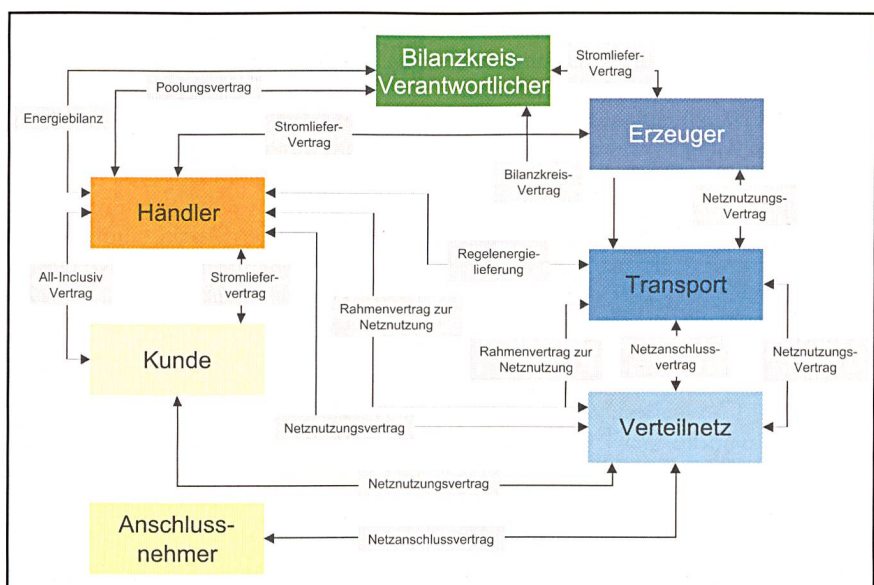 Bilanzkreis-
Verantwortlicher
Stromliefer-
Vertrag
Poolungsvertrag
Energiebilanz
Stromliefer-
Vertrag
Erzeuger
Bilanzkreis-
Vertrag
Netznutzungs-
Vertrag
Händler
Regelenergie-
lieferung
Transport
All-Inclusiv
Vertrag
Stromliefer-
vertrag
Rahmenvertrag zur
Netznutzung
Rahmenvertrag zur
Netznutzung
Netzanschluss-
vertrag
Netznutzungs-
Vertrag
Kunde
Netznutzungsvertrag
Verteilnetz
Netznutzungsvertrag
Anschluss-
nehmer
Netzanschlussvertrag